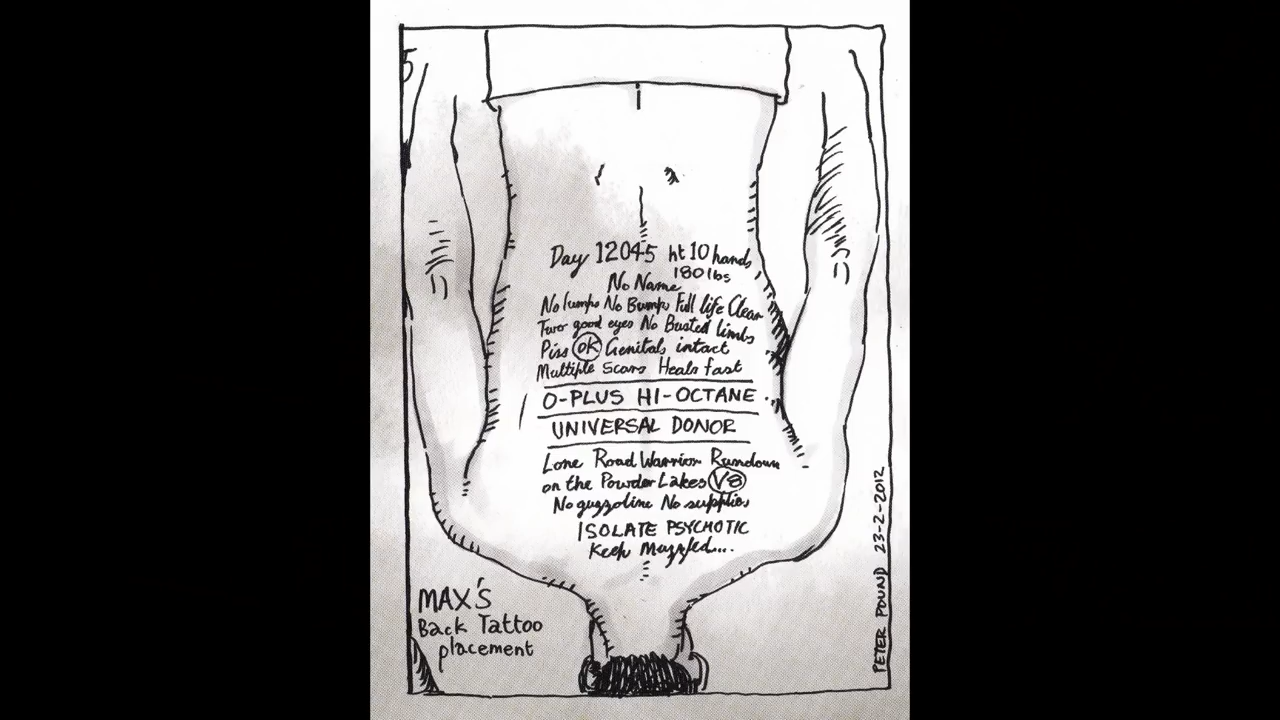 Day 12045 ht 10 hands
180 lbs
No Name
No lumps No Bumps Full life Clear
Two good eyes No Busted limbs
Piss OK Genitals intact
Multiple Scars Heals fast
O-PLUS HI-OCTANE
UNIVERSAL DONOR
Lone Road Warrior Rundown
on the Powder Lakes V8
No guzzoline No supplies
ISOLATE PSYCHOTIC
Keep Muzzled...
MAX'S
Back Tattoo
placement
PETER POUND 23-2-2012